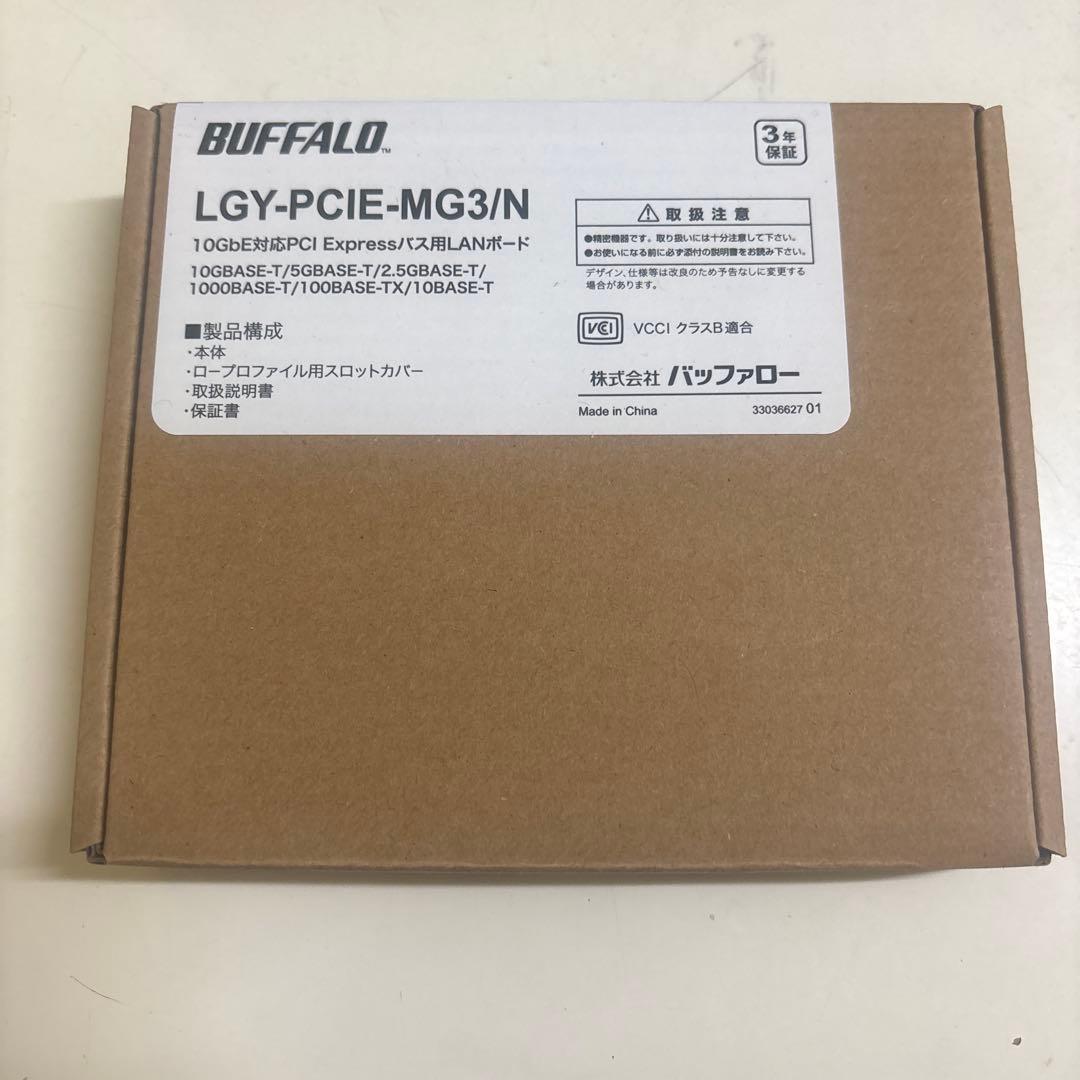 BUFFALO™
3年
保証
LGY-PCIE-MG3/N
10GbE対応PCI Expressバス用LANボード
10GBASE-T/5GBASE-T/2.5GBASE-T/
1000BASE-T/100BASE-TX/10BASE-T
■製品構成
・本体
・ロープロファイル用スロットカバー
・取扱説明書
・保証書
⚠取扱注意
●精密機器です。取り扱いには十分注意して下さい。
●お使いになる前に必ず添付の説明書をお読み下さい。
デザイン、仕様等は改良のため予告なしに変更する
場合があります。
VCCI VCCI クラスB適合
株式会社 バッファロー
Made in China 33036627 01